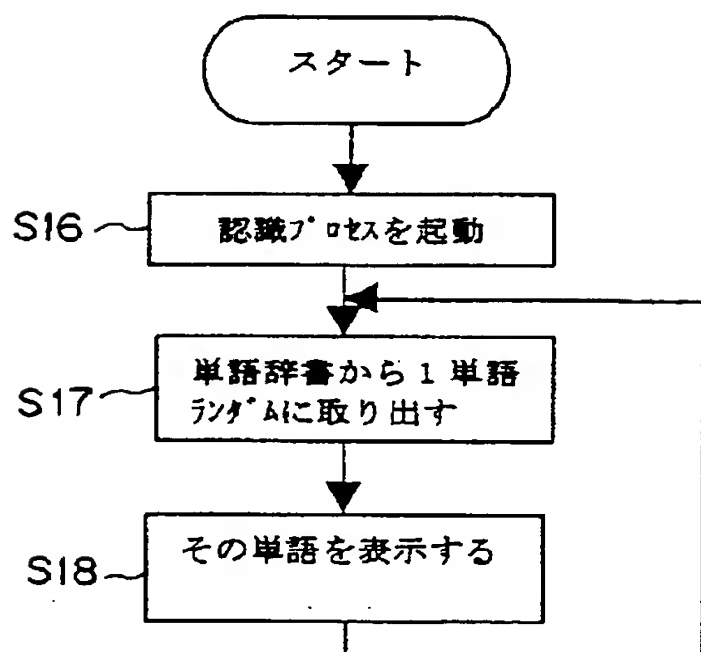 スタート
S16
認識ﾌﾟﾛｾｽを起動
S17
単語辞書から1単語
ﾗﾝﾀﾞﾑに取り出す
S18
その単語を表示する